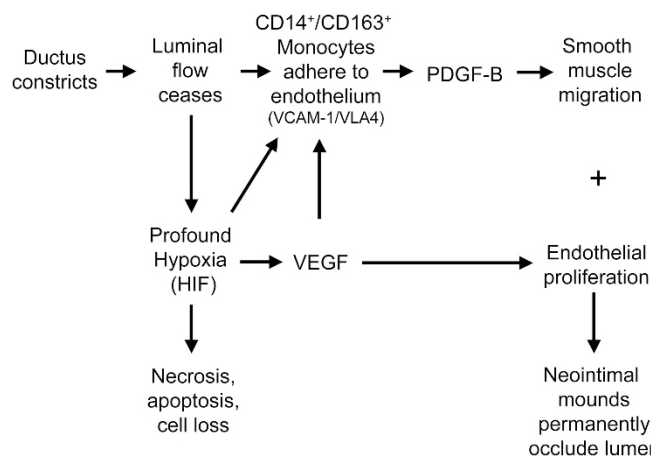 Ductus
constricts
Luminal
flow
ceases
CD14⁺/CD163⁺
Monocytes
adhere to
endothelium
(VCAM-1/VLA4)
PDGF-B
Smooth
muscle
migration
+
Profound
Hypoxia
(HIF)
VEGF
Endothelial
proliferation
Necrosis,
apoptosis,
cell loss
Neointimal
mounds
permanently
occlude lumen